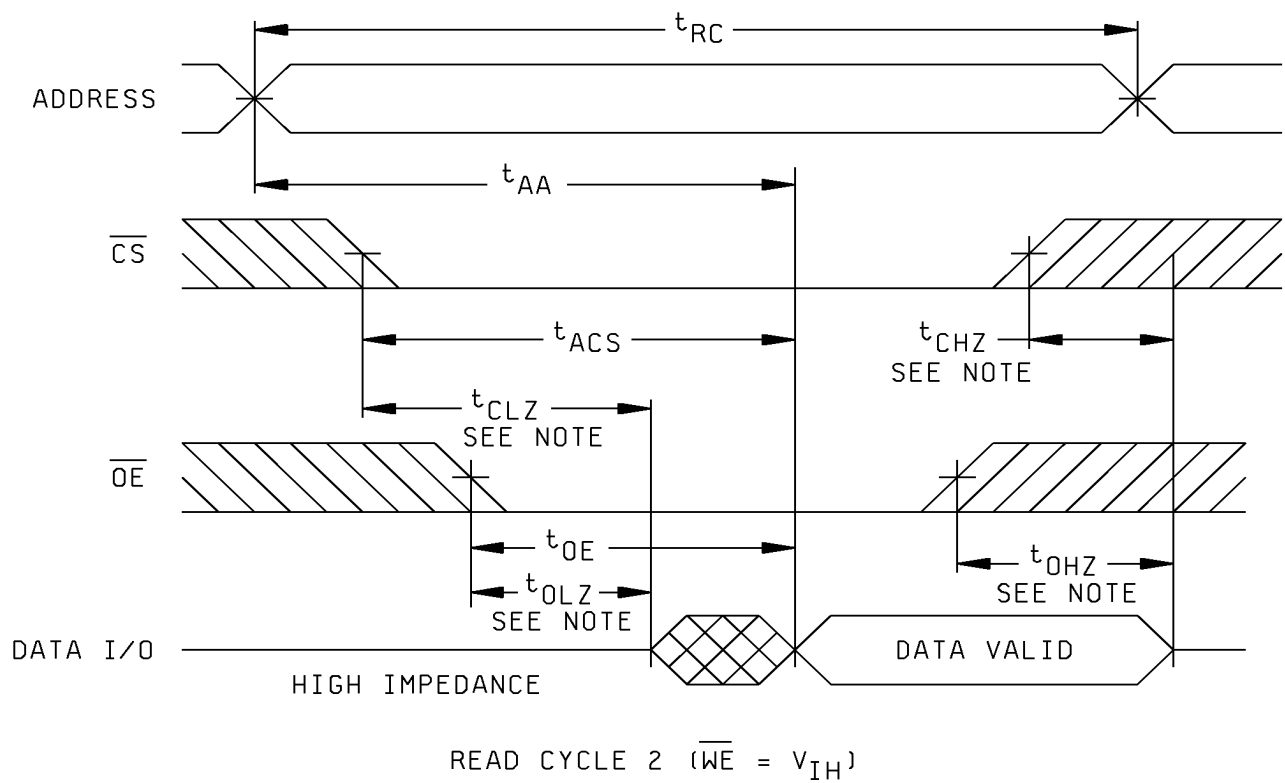 tRC
ADDRESS
tAA
CS
tACS
tCHZ
SEE NOTE
tCLZ
SEE NOTE
OE
tOE
tOHZ
SEE NOTE
tOLZ
SEE NOTE
DATA I/O
DATA VALID
HIGH IMPEDANCE
READ CYCLE 2 (WE = VIH)